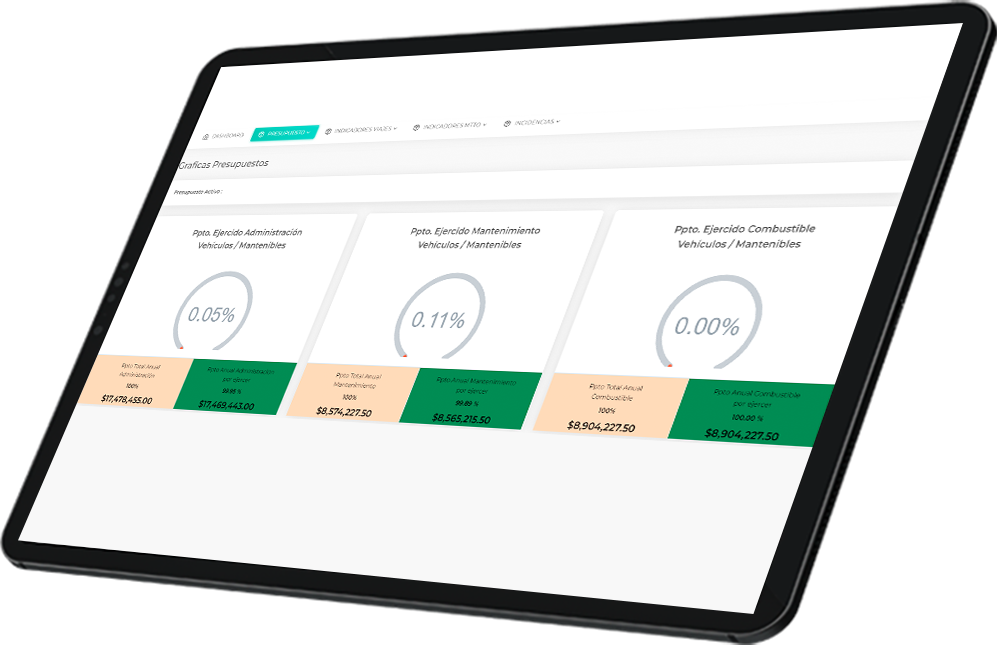 DASHBOARD
PRESUPUESTO
INDICADORES VIAJES
INDICADORES MTTO
INCIDENCIAS
Graficas Presupuestos
Presupuesto Activo :
Ppto. Ejercido Administración
Vehículos / Mantenibles
0.05%
Ppto Total Anual
Administración
100%
$17,478,455.00
Ppto Anual Administración
por ejercer
99.95 %
$17,469,443.00
Ppto. Ejercido Mantenimiento
Vehículos / Mantenibles
0.11%
Ppto Total Anual
Mantenimiento
100%
$8,574,227.50
Ppto Anual Mantenimiento
por ejercer
99.89 %
$8,565,215.50
Ppto. Ejercido Combustible
Vehículos / Mantenibles
0.00%
Ppto Total Anual
Combustible
100%
$8,904,227.50
Ppto Anual Combustible
por ejercer
100.00 %
$8,904,227.50